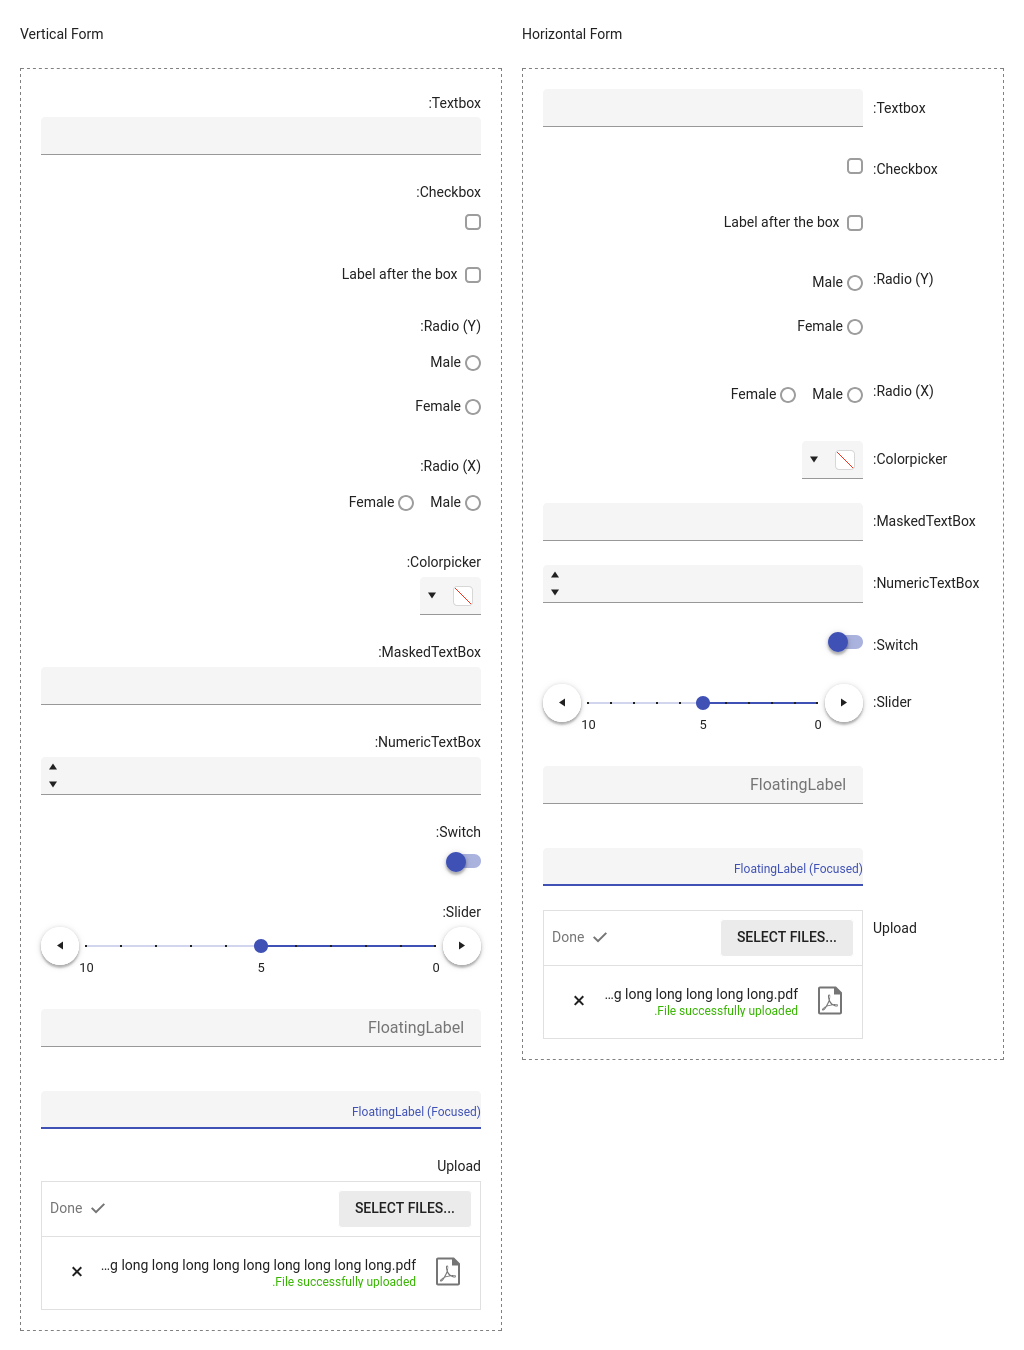 Vertical Form
:Textbox
:Checkbox
Label after the box
:Radio (Y)
Male
Female
:Radio (X)
Female Male
:Colorpicker
:MaskedTextBox
:NumericTextBox
:Switch
:Slider
10 5 0
FloatingLabel
FloatingLabel (Focused)
Upload
Done SELECT FILES...
...g long long long long long long long long long.pdf
.File successfully uploaded
Horizontal Form
:Textbox
:Checkbox
Label after the box
Male :Radio (Y)
Female
Female Male :Radio (X)
:Colorpicker
:MaskedTextBox
:NumericTextBox
:Switch
:Slider
10 5 0
FloatingLabel
FloatingLabel (Focused)
Upload
Done SELECT FILES...
...g long long long long long.pdf
.File successfully uploaded